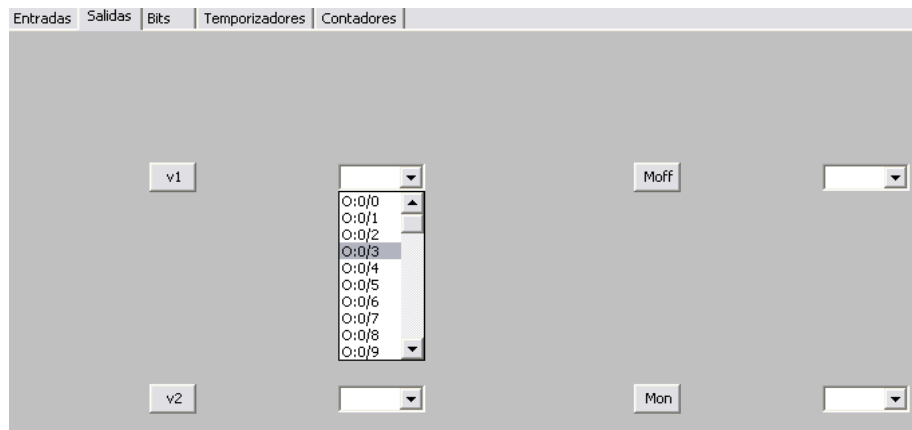 Entradas Salidas Bits Temporizadores Contadores
v1 Moff
O:0/0
O:0/1
O:0/2
O:0/3
O:0/4
O:0/5
O:0/6
O:0/7
O:0/8
O:0/9
v2 Mon